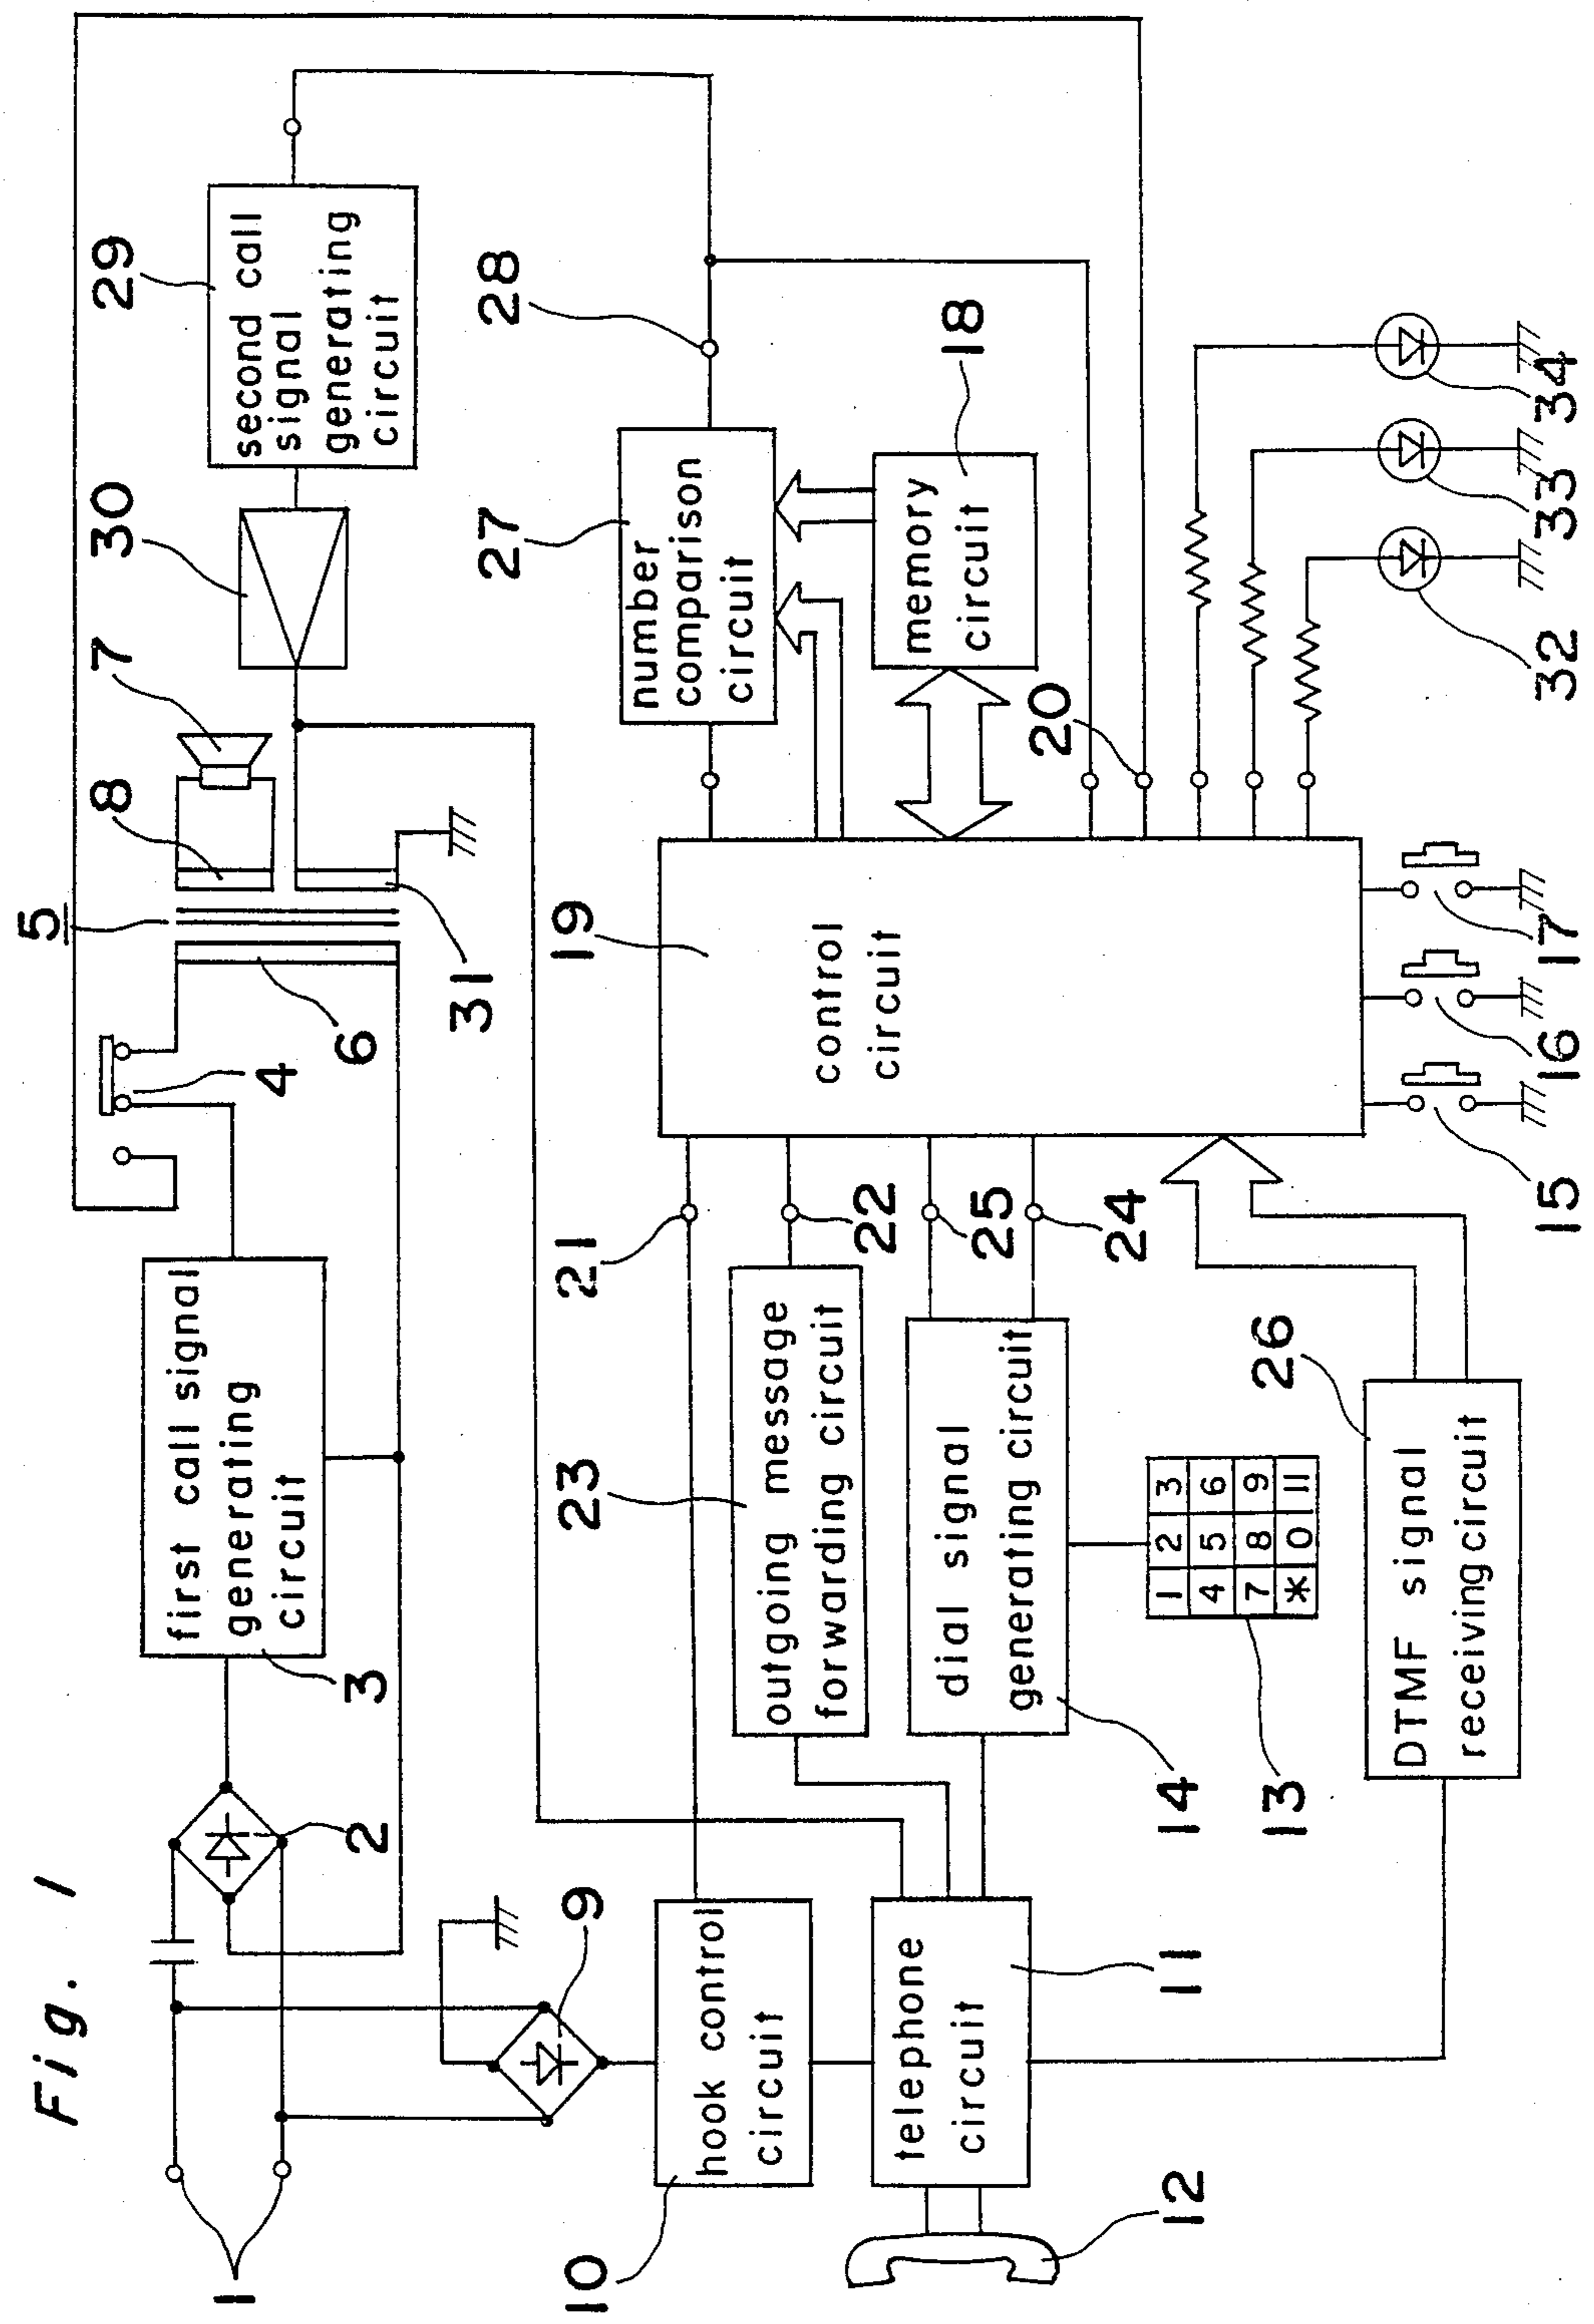 Fig. 1
1
2
3
first call signal
generating
circuit
4
5
6
7
8
31
30
29
second call
signal
generating
circuit
9
10
hook control
circuit
11
telephone
circuit
12
21
22
23
outgoing message
forwarding circuit
25
24
14
dial signal
generating circuit
13
1 2 3
4 5 6
7 8 9
* 0 11
26
DTMF signal
receiving circuit
19
control
circuit
20
27
number
comparison
circuit
28
18
memory
circuit
15
16
17
32
33
34